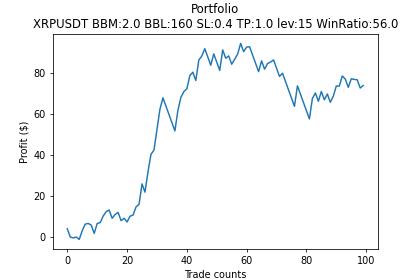 Portfolio
XRPUSDT BBM:2.0 BBL:160 SL:0.4 TP:1.0 lev:15 WinRatio:56.0
80
60
40
20
0
Profit ($)
0 20 40 60 80 100
Trade counts